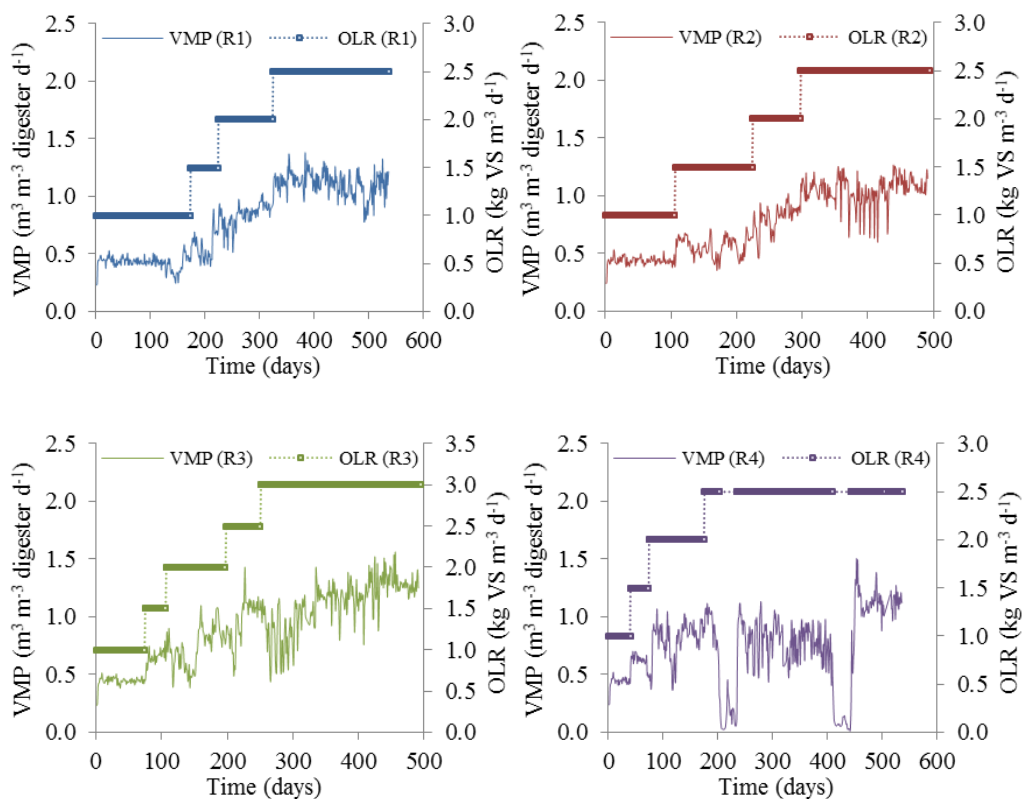 VMP (R1) OLR (R1)
VMP (m³ m⁻³ digester d⁻¹)
2.5
2.0
1.5
1.0
0.5
0.0
3.0
2.5
2.0
1.5
1.0
0.5
0.0
OLR (kg VS m⁻³ d⁻¹)
0 100 200 300 400 500 600
Time (days)
VMP (R2) OLR (R2)
VMP (m³ m⁻³ digester d⁻¹)
2.5
2.0
1.5
1.0
0.5
0.0
3.0
2.5
2.0
1.5
1.0
0.5
0.0
OLR (kg VS m⁻³ d⁻¹)
0 100 200 300 400 500
Time (days)
VMP (R3) OLR (R3)
VMP (m³ m⁻³ digester d⁻¹)
2.5
2.0
1.5
1.0
0.5
0.0
3.5
3.0
2.5
2.0
1.5
1.0
0.5
0.0
OLR (kg VS m⁻³ d⁻¹)
0 100 200 300 400 500
Time (days)
VMP (R4) OLR (R4)
VMP (m³ m⁻³ digester d⁻¹)
2.5
2.0
1.5
1.0
0.5
0.0
3.0
2.5
2.0
1.5
1.0
0.5
0.0
OLR (kg VS m⁻³ d⁻¹)
0 100 200 300 400 500 600
Time (days)